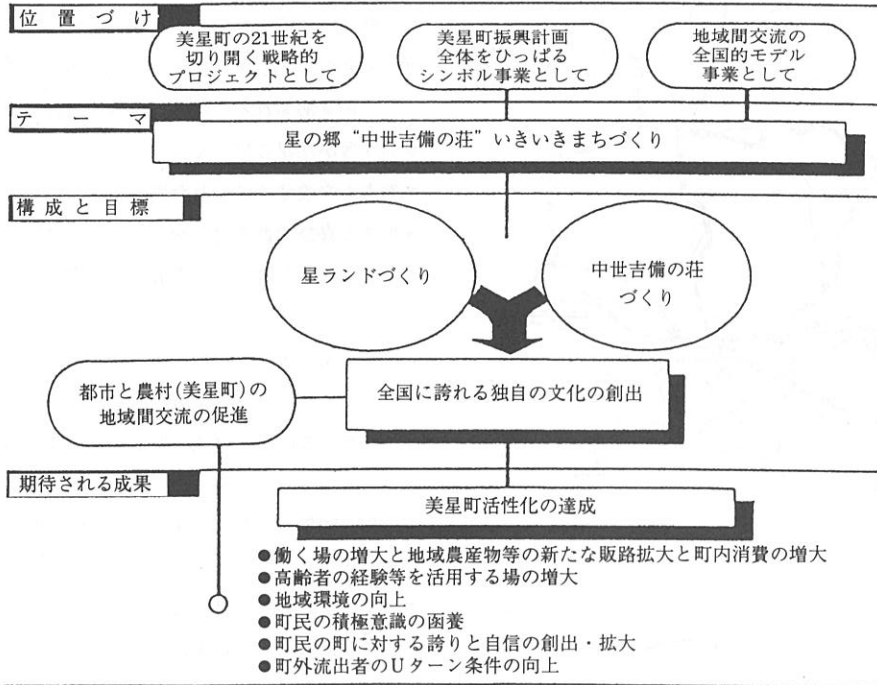 位置づけ
美星町の21世紀を
切り開く戦略的
プロジェクトとして
美星町振興計画
全体をひっぱる
シンボル事業として
地域間交流の
全国的モデル
事業として
テーマ
星の郷“中世吉備の荘”いきいきまちづくり
構成と目標
星ランドづくり
中世吉備の荘
づくり
都市と農村(美星町)の
地域間交流の促進
全国に誇れる独自の文化の創出
期待される成果
美星町活性化の達成
●働く場の増大と地域農産物等の新たな販路拡大と町内消費の増大
●高齢者の経験等を活用する場の増大
●地域環境の向上
●町民の積極意識の函養
●町民の町に対する誇りと自信の創出・拡大
●町外流出者のUターン条件の向上